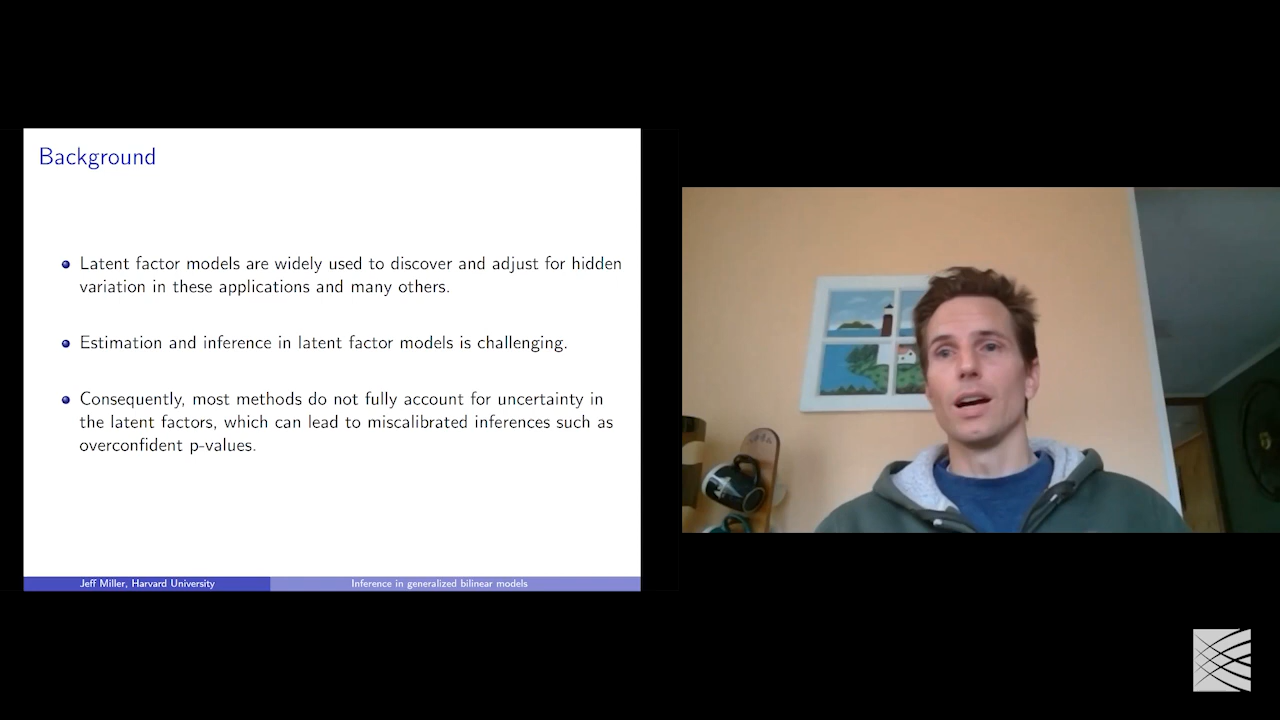 Background
Latent factor models are widely used to discover and adjust for hidden
variation in these applications and many others.
Estimation and inference in latent factor models is challenging.
Consequently, most methods do not fully account for uncertainty in
the latent factors, which can lead to miscalibrated inferences such as
overconfident p-values.
Jeff Miller, Harvard University
Inference in generalized bilinear models